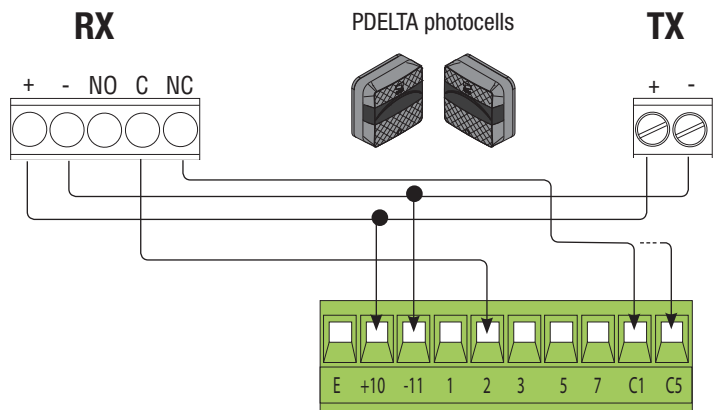 RX
PDELTA photocells
TX
+ - NO C NC
+ -
E +10 -11 1 2 3 5 7 C1 C5